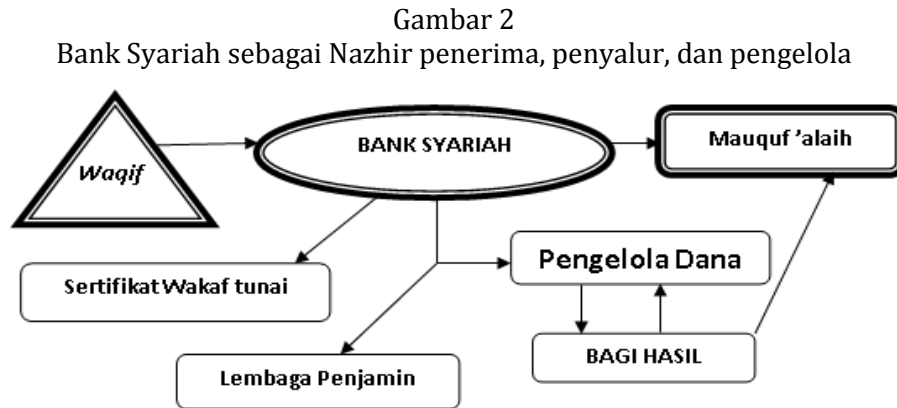 Gambar 2
Bank Syariah sebagai Nazhir penerima, penyalur, dan pengelola
Waqif
BANK SYARIAH
Mauquf ’alaih
Sertifikat Wakaf tunai
Pengelola Dana
Lembaga Penjamin
BAGI HASIL